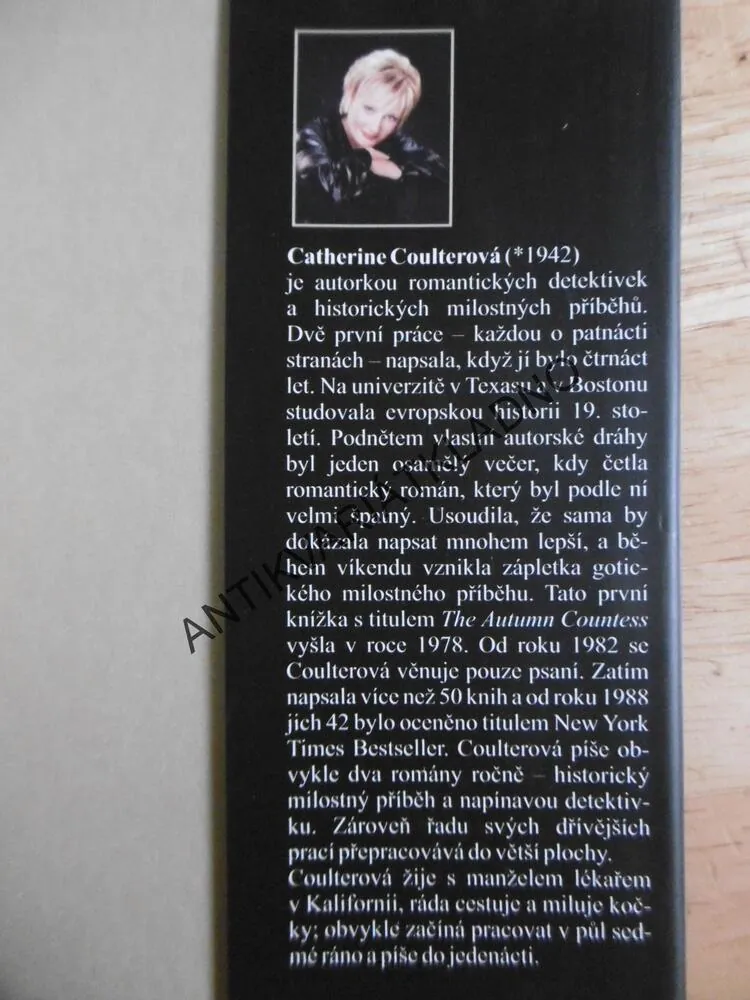 Catherine Coulterová (*1942)
je autorkou romantických detektivek
a historických milostných příběhů.
Dvě první práce – každou o patnácti
stranách – napsala, když jí bylo čtrnáct
let. Na univerzitě v Texasu a v Bostonu
studovala evropskou historii 19. sto-
letí. Podnětem vlastní autorské dráhy
byl jeden osamělý večer, kdy četla
romantický román, který byl podle ní
velmi špatný. Usoudila, že sama by
dokázala napsat mnohem lepší, a bě-
hem víkendu vznikla zápletka gotic-
kého milostného příběhu. Tato první
knížka s titulem The Autumn Countess
vyšla v roce 1978. Od roku 1982 se
Coulterová věnuje pouze psaní. Zatím
napsala více než 50 knih a od roku 1988
jich 42 bylo oceněno titulem New York
Times Bestseller. Coulterová píše ob-
vykle dva romány ročně – historický
milostný příběh a napínavou detektiv-
ku. Zároveň řadu svých dřívějších
prací přepracovává do větší plochy.
Coulterová žije s manželem lékařem
v Kalifornii, ráda cestuje a miluje koč-
ky; obvykle začíná pracovat v půl sed-
mé ráno a píše do jedenácti.
ANTIKVARIÁTKLADNO